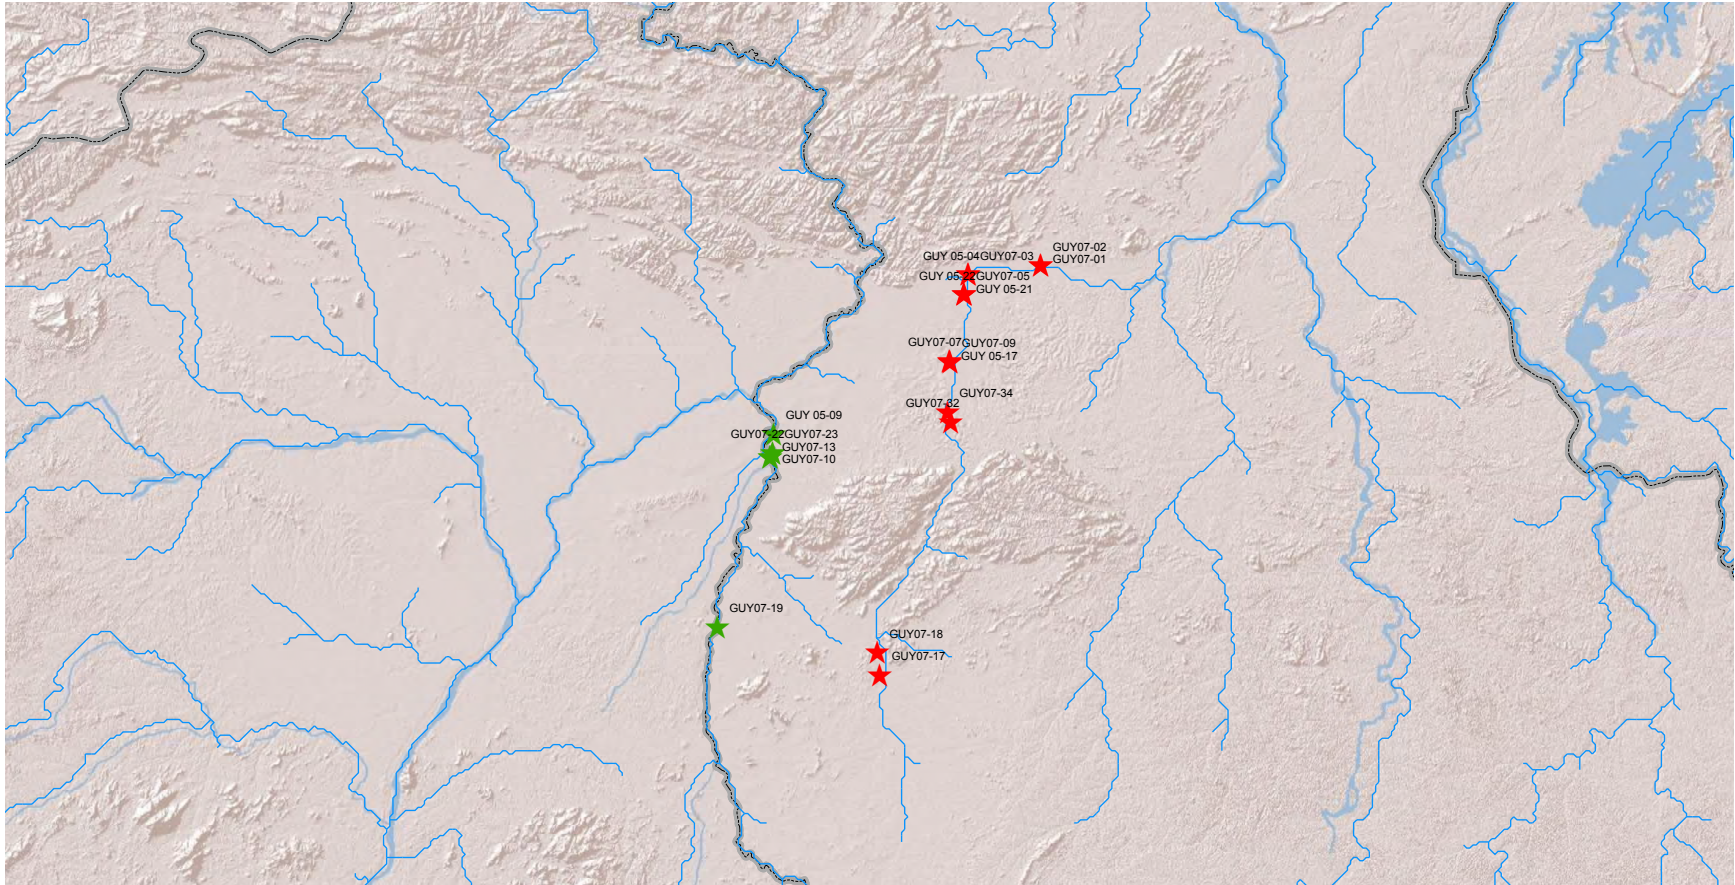 GUY07-02
GUY 05-04GUY07-03
GUY07-01
GUY 05-22GUY07-05
GUY 05-21
GUY07-07GUY07-09
GUY 05-17
GUY07-34
GUY07-32
GUY 05-09
GUY07-22GUY07-23
GUY07-13
GUY07-10
GUY07-19
GUY07-18
GUY07-17